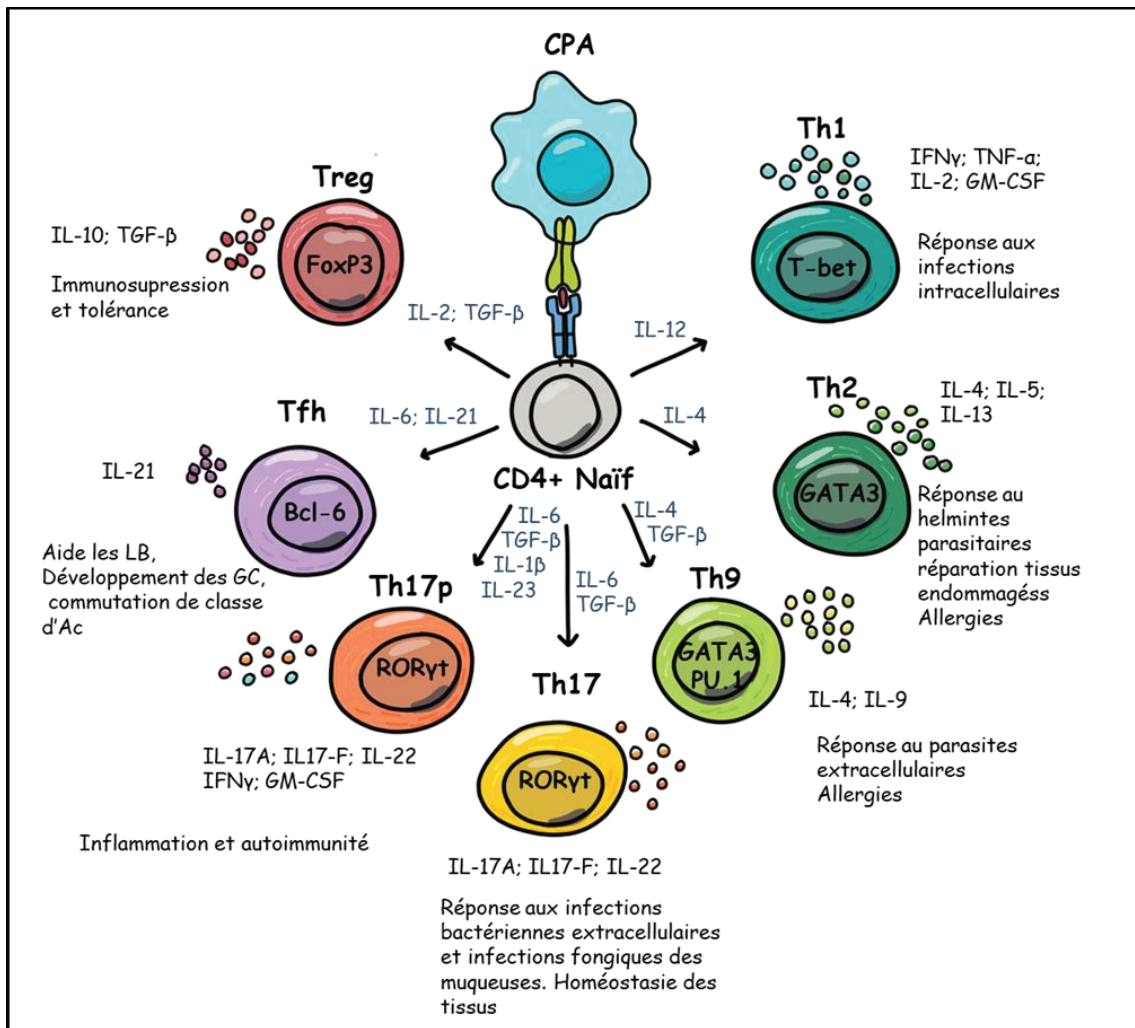 CPA
Treg
IL-10; TGF-β
FoxP3
Immunosupression
et tolérance
IL-2; TGF-β
Th1
IFNγ; TNF-α;
IL-2; GM-CSF
T-bet
Réponse aux
infections
intracellulaires
IL-12
Tfh
IL-6; IL-21
IL-21
Bcl-6
Aide les LB,
Développement des GC,
commutation de classe
d'Ac
CD4+ Naïf
IL-4
Th2
IL-4; IL-5;
IL-13
GATA3
Réponse au
helmintes
parasitaires
réparation tissus
endommagéss
Allergies
IL-6
TGF-β
IL-1β
IL-23
Th17p
RORγt
IL-17A; IL17-F; IL-22
IFNγ; GM-CSF
Inflammation et autoimmunité
IL-6
TGF-β
Th17
RORγt
IL-17A; IL17-F; IL-22
Réponse aux infections
bactériennes extracellulaires
et infections fongiques des
muqueuses. Homéostasie des
tissus
IL-4
TGF-β
Th9
GATA3
PU.1
IL-4; IL-9
Réponse au parasites
extracellulaires
Allergies